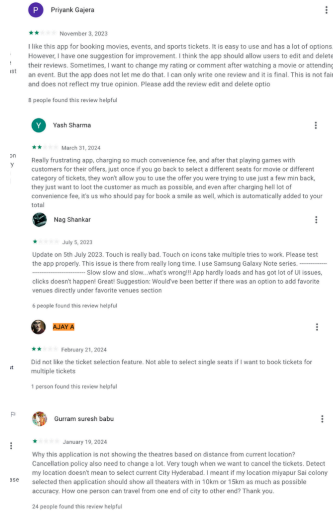 Priyank Gajera
November 3, 2023
I like this app for booking movies, events, and sports tickets. It is easy to use and has a lot of options.
However, I have one suggestion for improvement. I think the app should allow users to edit and delete
their reviews. Sometimes, I want to change my rating or comment after watching a movie or attending
an event. But the app does not let me do that. I can only write one review and it is final. This is not fair
and does not reflect my true opinion. Please add the review edit and delete optio
8 people found this review helpful
Yash Sharma
March 31, 2024
Really frustrating app, charging so much convenience fee, and after that playing games with
customers for their offers, just once if you go back to select a different seats for movie or different
category of tickets, they won't allow you to use the offer you were trying to use just a few min back,
they just want to loot the customer as much as possible, and even after charging hell lot of
convenience fee, it's us who should pay for book a smile as well, which is automatically added to your
total
Nag Shankar
July 5, 2023
Update on 5th July 2023. Touch is really bad. Touch on icons take multiple tries to work. Please test
the app properly. This issue is there from really long time. I use Samsung Galaxy Note series. -------------
------------------------ Slow slow and slow...what's wrong!!! App hardly loads and has got lot of UI issues,
clicks doesn't happen! Great! Suggestion: Would've been better if there was an option to add favorite
venues directly under favorite venues section
6 people found this review helpful
AJAY A
February 21, 2024
Did not like the ticket selection feature. Not able to select single seats if I want to book tickets for
multiple tickets
1 person found this review helpful
Gurram suresh babu
January 19, 2024
Why this application is not showing the theatres based on distance from current location?
Cancellation policy also need to change a lot. Very tough when we want to cancel the tickets. Detect
my location doesn't mean to select current City Hyderabad. I meant if my location miyapur Sai colony
selected then application should show all theaters with in 10km or 15km as much as possible
accuracy. How one person can travel from one end of city to other end? Thank you.
24 people found this review helpful